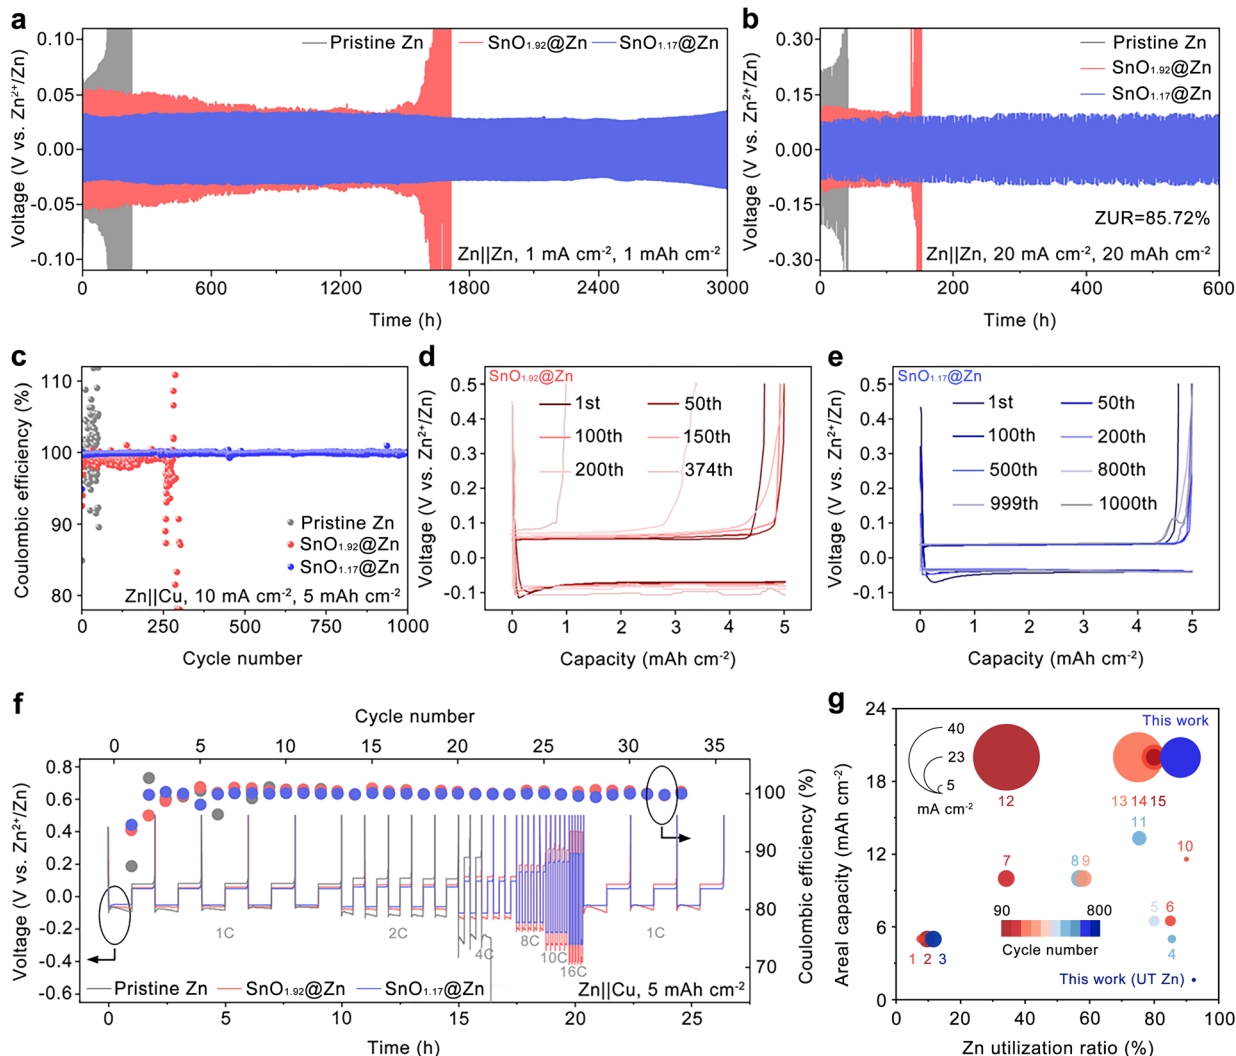 a
Voltage (V vs. Zn²⁺/Zn)
0.10
0.05
0.00
-0.05
-0.10
Pristine Zn
SnO₁.₉₂@Zn
SnO₁.₁₇@Zn
Zn||Zn, 1 mA cm⁻², 1 mAh cm⁻²
0 600 1200 1800 2400 3000
Time (h)
b
Voltage (V vs. Zn²⁺/Zn)
0.30
0.15
0.00
-0.15
-0.30
Pristine Zn
SnO₁.₉₂@Zn
SnO₁.₁₇@Zn
ZUR=85.72%
Zn||Zn, 20 mA cm⁻², 20 mAh cm⁻²
0 200 400 600
Time (h)
c
Coulombic efficiency (%)
110
100
90
80
Pristine Zn
SnO₁.₉₂@Zn
SnO₁.₁₇@Zn
Zn||Cu, 10 mA cm⁻², 5 mAh cm⁻²
0 250 500 750 1000
Cycle number
d
SnO₁.₉₂@Zn
Voltage (V vs. Zn²⁺/Zn)
0.5
0.4
0.3
0.2
0.1
0.0
-0.1
1st 50th
100th 150th
200th 374th
0 1 2 3 4 5
Capacity (mAh cm⁻²)
e
SnO₁.₁₇@Zn
Voltage (V vs. Zn²⁺/Zn)
0.5
0.4
0.3
0.2
0.1
0.0
-0.1
1st 50th
100th 200th
500th 800th
999th 1000th
0 1 2 3 4 5
Capacity (mAh cm⁻²)
f
Cycle number
0 5 10 15 20 25 30 35
Voltage (V vs. Zn²⁺/Zn)
0.8
0.6
0.4
0.2
0.0
-0.2
-0.4
-0.6
Coulombic efficiency (%)
100
90
80
70
1C 2C 4C 8C 10C 16C 1C
Pristine Zn
SnO₁.₉₂@Zn
SnO₁.₁₇@Zn
Zn||Cu, 5 mAh cm⁻²
0 5 10 15 20 25
Time (h)
g
Areal capacity (mAh cm⁻²)
24
18
12
6
0
40
23
5
mA cm⁻²
This work
12
13 14 15
11
10
7
8 9
5 6
4
1 2 3
90 800
Cycle number
This work (UT Zn)
0 20 40 60 80 100
Zn utilization ratio (%)